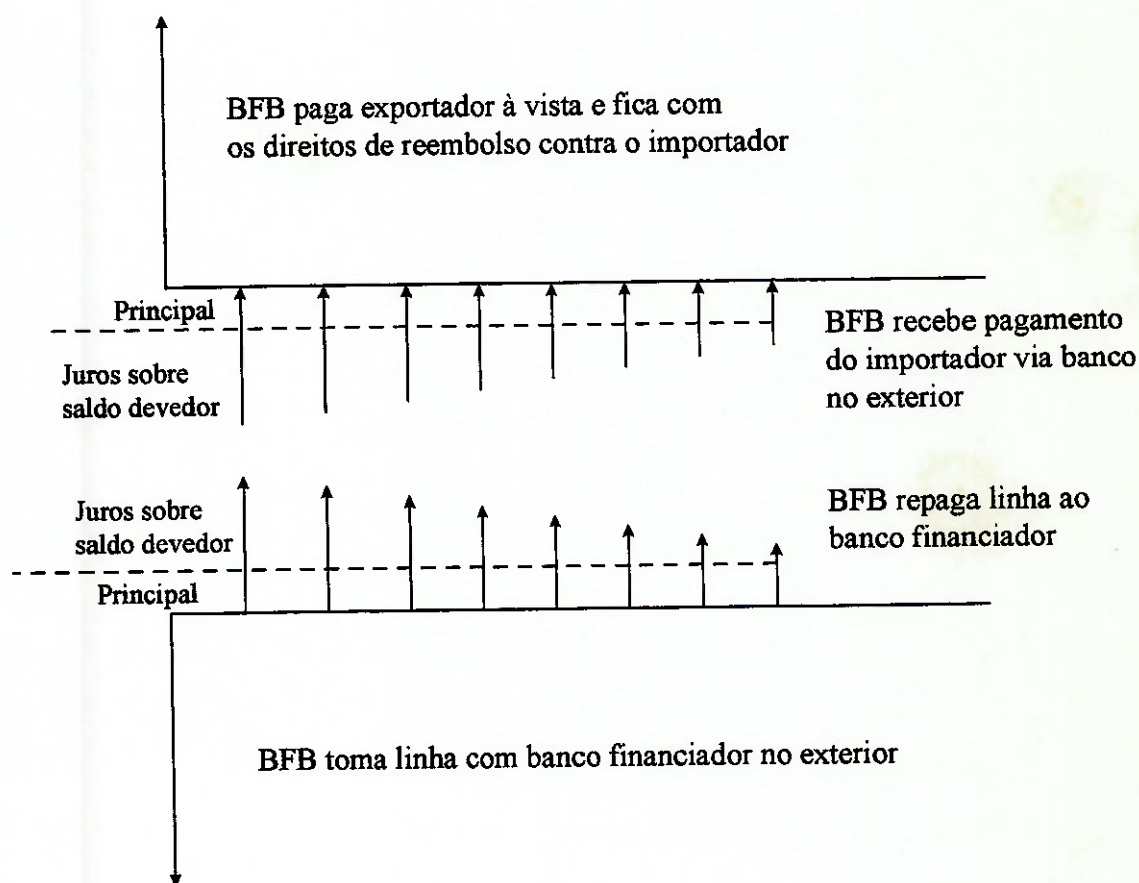 BFB paga exportador à vista e fica com
os direitos de reembolso contra o importador
Principal
Juros sobre
saldo devedor
BFB recebe pagamento
do importador via banco
no exterior
Juros sobre
saldo devedor
Principal
BFB repaga linha ao
banco financiador
BFB toma linha com banco financiador no exterior